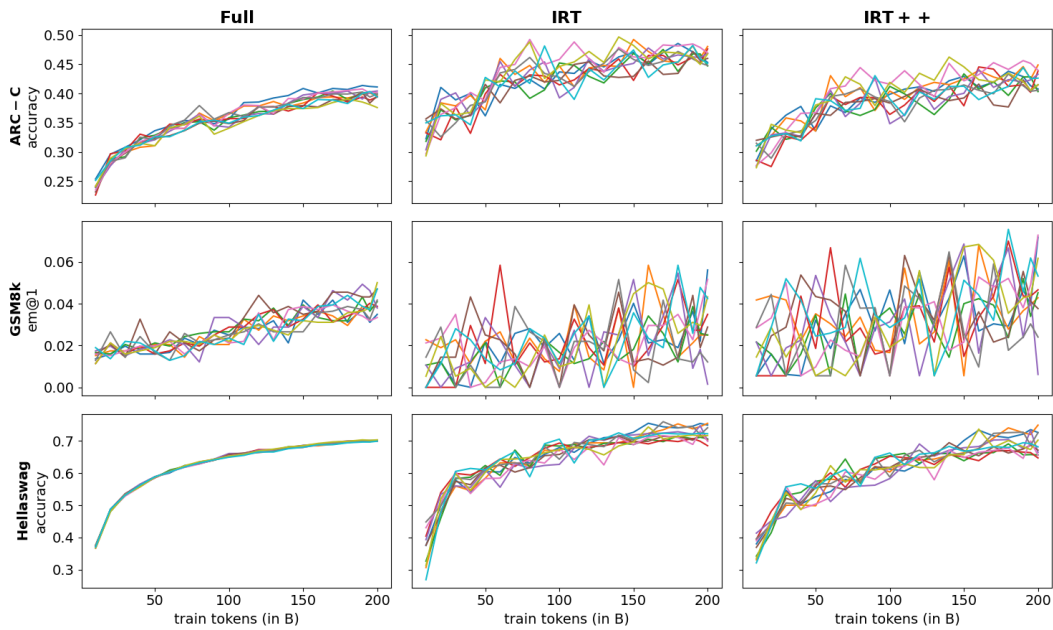 Full IRT IRT++
ARC-C
accuracy
0.50
0.45
0.40
0.35
0.30
0.25
GSM8k
em@1
0.06
0.04
0.02
0.00
Hellaswag
accuracy
0.7
0.6
0.5
0.4
0.3
50 100 150 200 50 100 150 200 50 100 150 200
train tokens (in B) train tokens (in B) train tokens (in B)